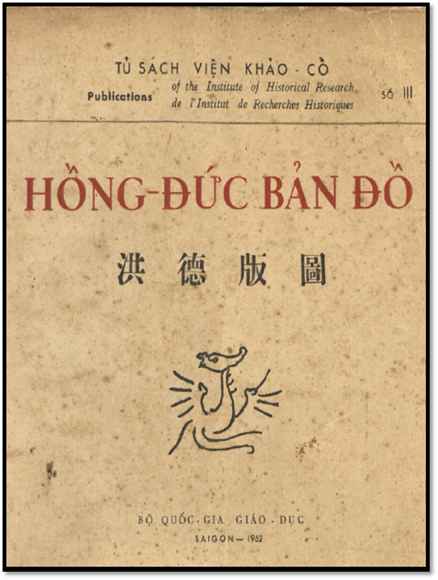 TỦ SÁCH VIỆN KHẢO - CỔ
Publications
of the Institute of Historical Research
de l'Institut de Recherches Historiques
số III
HỒNG-ĐỨC BẢN ĐỒ
洪德版圖
BỘ QUỐC-GIA GIÁO-DỤC
SAIGON — 1962